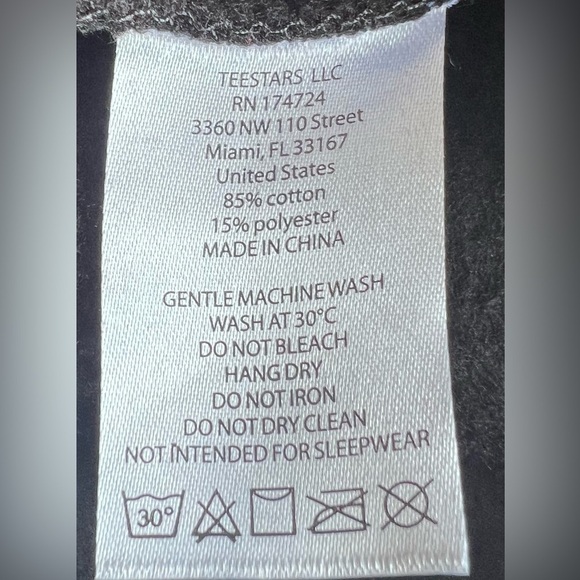 TEESTARS LLC
RN 174724
3360 NW 110 Street
Miami, FL 33167
United States
85% cotton
15% polyester
MADE IN CHINA
GENTLE MACHINE WASH
WASH AT 30°C
DO NOT BLEACH
HANG DRY
DO NOT IRON
DO NOT DRY CLEAN
NOT INTENDED FOR SLEEPWEAR
30°